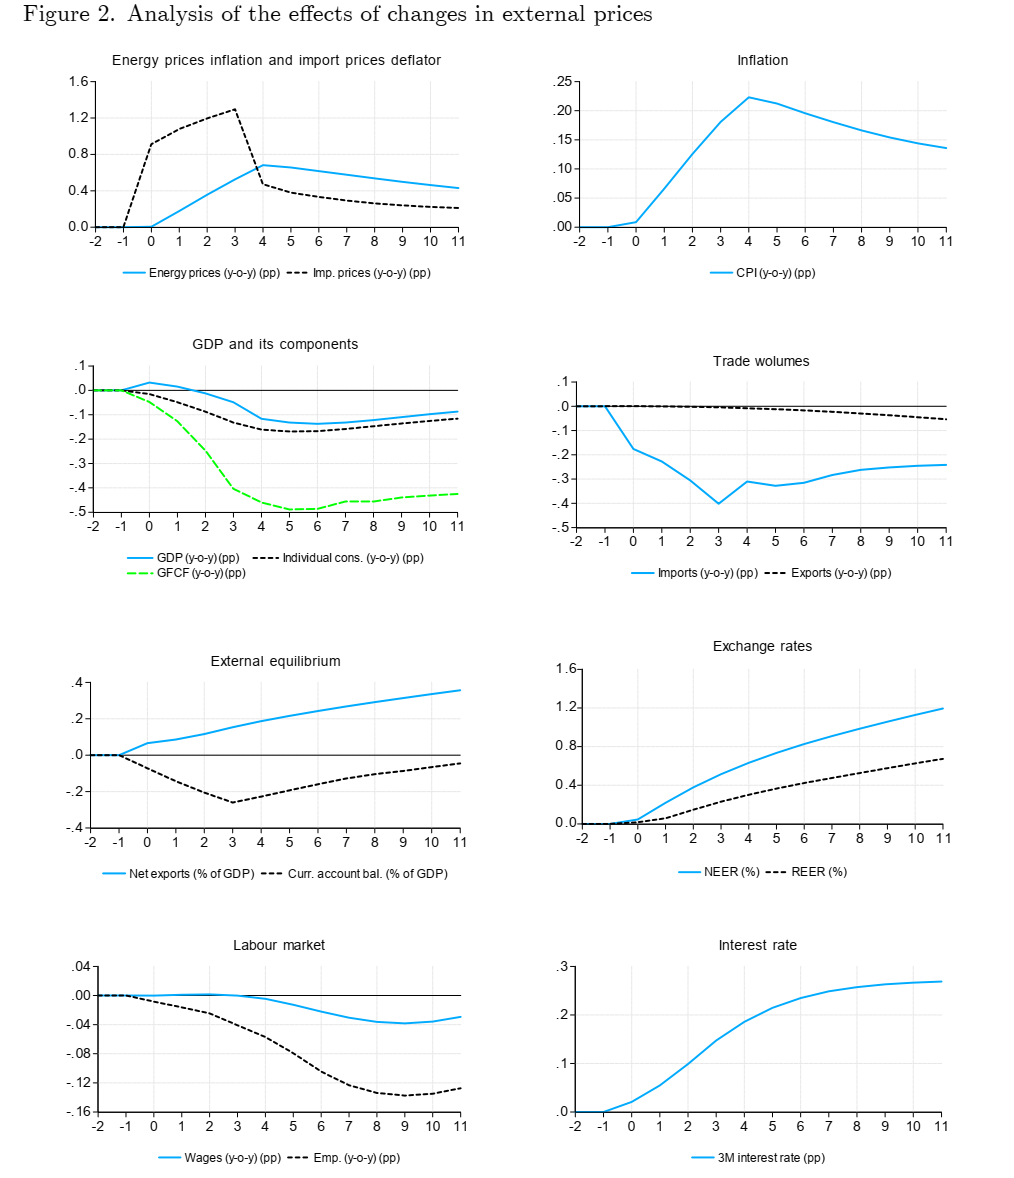 Figure 2. Analysis of the effects of changes in external prices
Energy prices inflation and import prices deflator
1.6
1.2
0.8
0.4
0.0
-2 -1 0 1 2 3 4 5 6 7 8 9 10 11
Energy prices (y-o-y) (pp) Imp. prices (y-o-y) (pp)
Inflation
.25
.20
.15
.10
.05
.00
-2 -1 0 1 2 3 4 5 6 7 8 9 10 11
CPI (y-o-y) (pp)
GDP and its components
.1
.0
-.1
-.2
-.3
-.4
-.5
-2 -1 0 1 2 3 4 5 6 7 8 9 10 11
GDP (y-o-y) (pp) Individual cons. (y-o-y) (pp)
GFCF (y-o-y) (pp)
Trade wolumes
.1
.0
-.1
-.2
-.3
-.4
-.5
-2 -1 0 1 2 3 4 5 6 7 8 9 10 11
Imports (y-o-y) (pp) Exports (y-o-y) (pp)
External equilibrium
.4
.2
.0
-.2
-.4
-2 -1 0 1 2 3 4 5 6 7 8 9 10 11
Net exports (% of GDP) Curr. account bal. (% of GDP)
Exchange rates
1.6
1.2
0.8
0.4
0.0
-2 -1 0 1 2 3 4 5 6 7 8 9 10 11
NEER (%) REER (%)
Labour market
.04
.00
-.04
-.08
-.12
-.16
-2 -1 0 1 2 3 4 5 6 7 8 9 10 11
Wages (y-o-y) (pp) Emp. (y-o-y) (pp)
Interest rate
.3
.2
.1
.0
-2 -1 0 1 2 3 4 5 6 7 8 9 10 11
3M interest rate (pp)